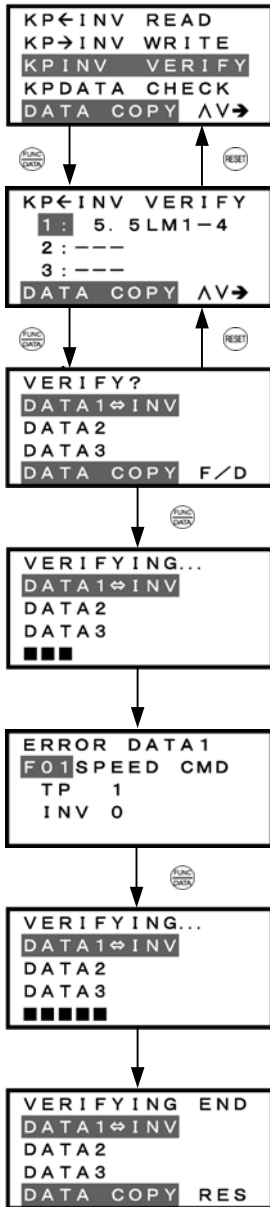 KP←INV READ
KP→INV WRITE
KPINV VERIFY
KPDATA CHECK
DATA COPY ∧∨→
FUNC DATA
RESET
KP←INV VERIFY
1: 5. 5LM1−4
2:−−−
3:−−−
DATA COPY ∧∨→
FUNC DATA
RESET
VERIFY?
DATA1⇔INV
DATA2
DATA3
DATA COPY F/D
FUNC DATA
VERIFYING...
DATA1⇔INV
DATA2
DATA3
■■■
ERROR DATA1
F01SPEED CMD
TP 1
INV 0
FUNC DATA
VERIFYING...
DATA1⇔INV
DATA2
DATA3
■■■■■
VERIFYING END
DATA1⇔INV
DATA2
DATA3
DATA COPY RES